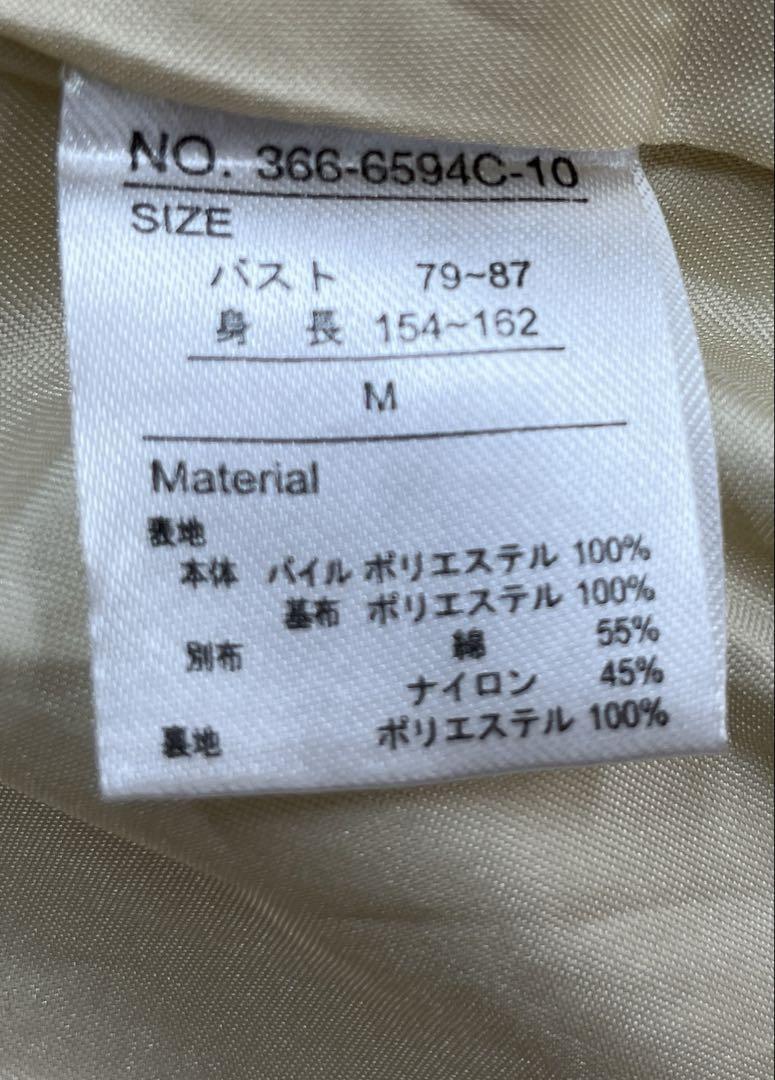 NO. 366-6594C-10
SIZE
バスト 79~87
身 長 154~162
M
Material
表地
本体 パイル ポリエステル 100%
基布 ポリエステル 100%
別布 綿 55%
ナイロン 45%
裏地 ポリエステル 100%